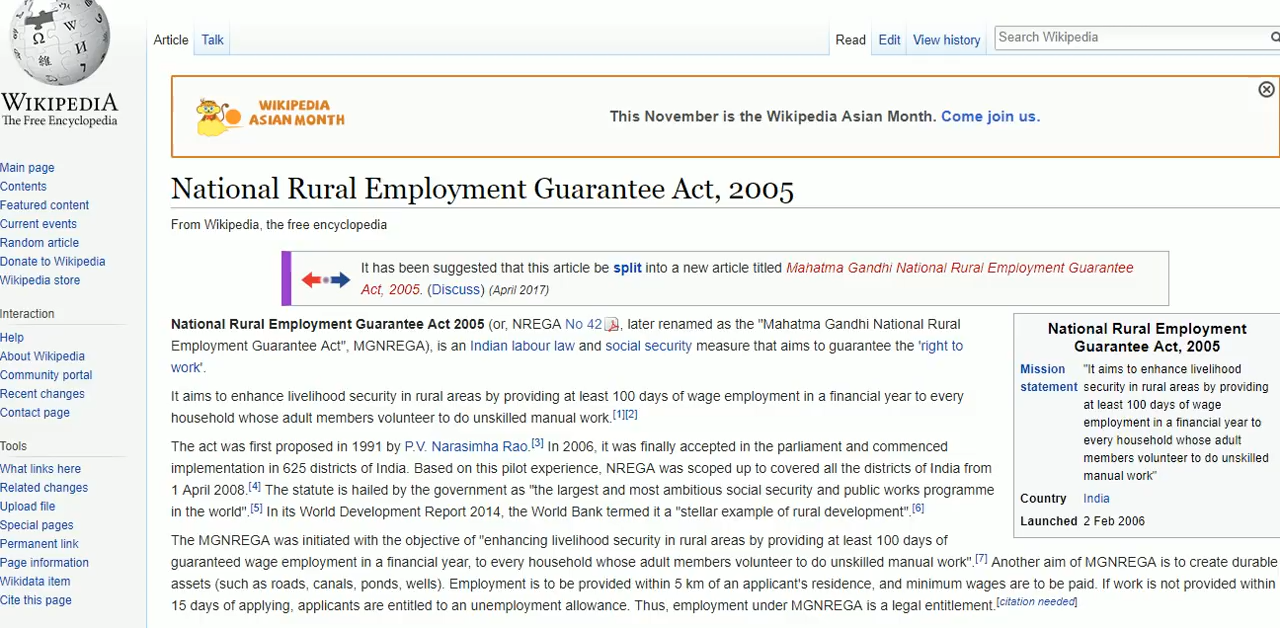 WIKIPEDIA
The Free Encyclopedia
Main page
Contents
Featured content
Current events
Random article
Donate to Wikipedia
Wikipedia store
Interaction
Help
About Wikipedia
Community portal
Recent changes
Contact page
Tools
What links here
Related changes
Upload file
Special pages
Permanent link
Page information
Wikidata item
Cite this page
Article Talk
Read Edit View history Search Wikipedia
WIKIPEDIA
ASIAN MONTH
This November is the Wikipedia Asian Month. Come join us.
National Rural Employment Guarantee Act, 2005
From Wikipedia, the free encyclopedia
It has been suggested that this article be split into a new article titled Mahatma Gandhi National Rural Employment Guarantee
Act, 2005. (Discuss) (April 2017)
National Rural Employment Guarantee Act 2005 (or, NREGA No 42, later renamed as the "Mahatma Gandhi National Rural
Employment Guarantee Act", MGNREGA), is an Indian labour law and social security measure that aims to guarantee the 'right to
work'.
It aims to enhance livelihood security in rural areas by providing at least 100 days of wage employment in a financial year to every
household whose adult members volunteer to do unskilled manual work.[1][2]
The act was first proposed in 1991 by P.V. Narasimha Rao.[3] In 2006, it was finally accepted in the parliament and commenced
implementation in 625 districts of India. Based on this pilot experience, NREGA was scoped up to covered all the districts of India from
1 April 2008.[4] The statute is hailed by the government as "the largest and most ambitious social security and public works programme
in the world".[5] In its World Development Report 2014, the World Bank termed it a "stellar example of rural development".[6]
The MGNREGA was initiated with the objective of "enhancing livelihood security in rural areas by providing at least 100 days of
guaranteed wage employment in a financial year, to every household whose adult members volunteer to do unskilled manual work".[7] Another aim of MGNREGA is to create durable
assets (such as roads, canals, ponds, wells). Employment is to be provided within 5 km of an applicant's residence, and minimum wages are to be paid. If work is not provided within
15 days of applying, applicants are entitled to an unemployment allowance. Thus, employment under MGNREGA is a legal entitlement.[citation needed]
National Rural Employment
Guarantee Act, 2005
Mission "It aims to enhance livelihood
statement security in rural areas by providing
at least 100 days of wage
employment in a financial year to
every household whose adult
members volunteer to do unskilled
manual work"
Country India
Launched 2 Feb 2006